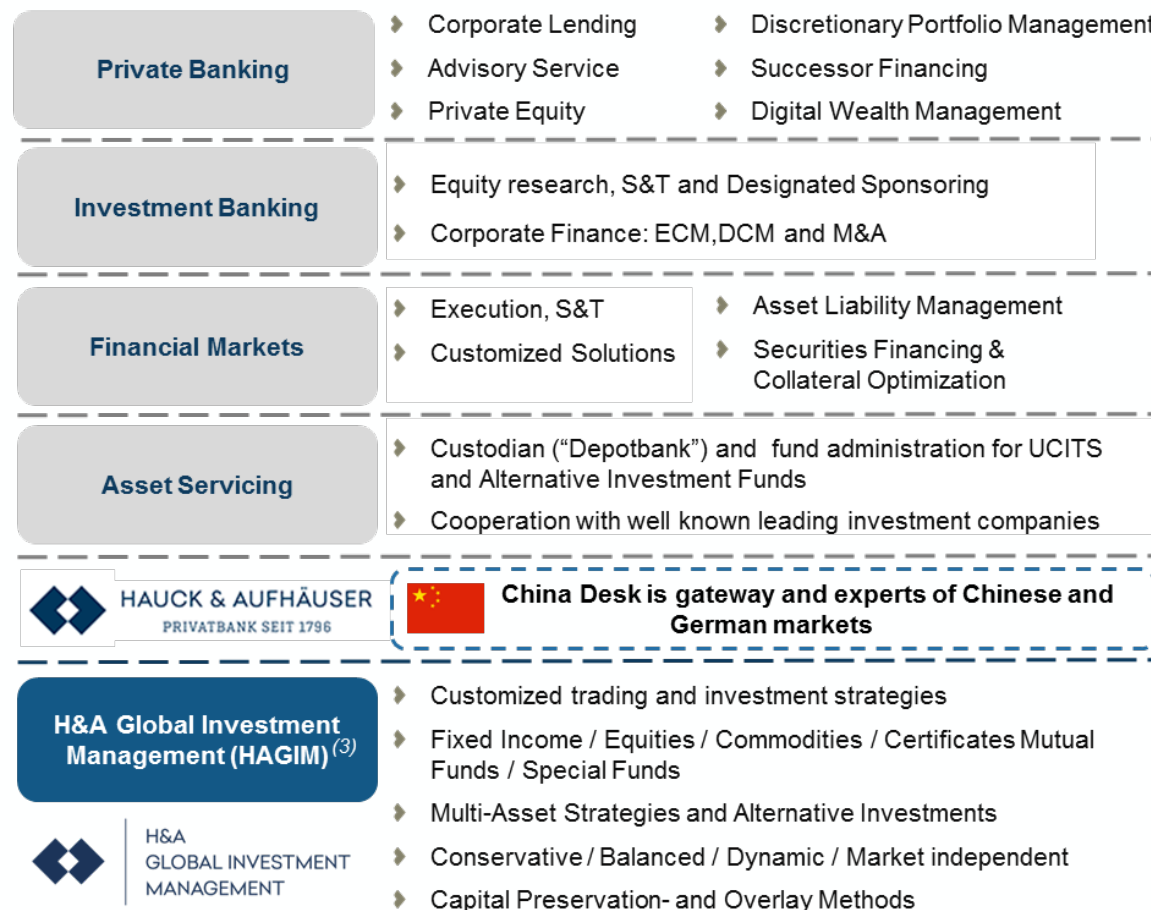 Private Banking
Corporate Lending
Advisory Service
Private Equity
Discretionary Portfolio Management
Successor Financing
Digital Wealth Management
Investment Banking
Equity research, S&T and Designated Sponsoring
Corporate Finance: ECM,DCM and M&A
Financial Markets
Execution, S&T
Customized Solutions
Asset Liability Management
Securities Financing &
Collateral Optimization
Asset Servicing
Custodian (“Depotbank”) and fund administration for UCITS
and Alternative Investment Funds
Cooperation with well known leading investment companies
HAUCK & AUFHÄUSER
PRIVATBANK SEIT 1796
China Desk is gateway and experts of Chinese and
German markets
H&A Global Investment
Management (HAGIM) (3)
H&A
GLOBAL INVESTMENT
MANAGEMENT
Customized trading and investment strategies
Fixed Income / Equities / Commodities / Certificates Mutual
Funds / Special Funds
Multi-Asset Strategies and Alternative Investments
Conservative / Balanced / Dynamic / Market independent
Capital Preservation- and Overlay Methods